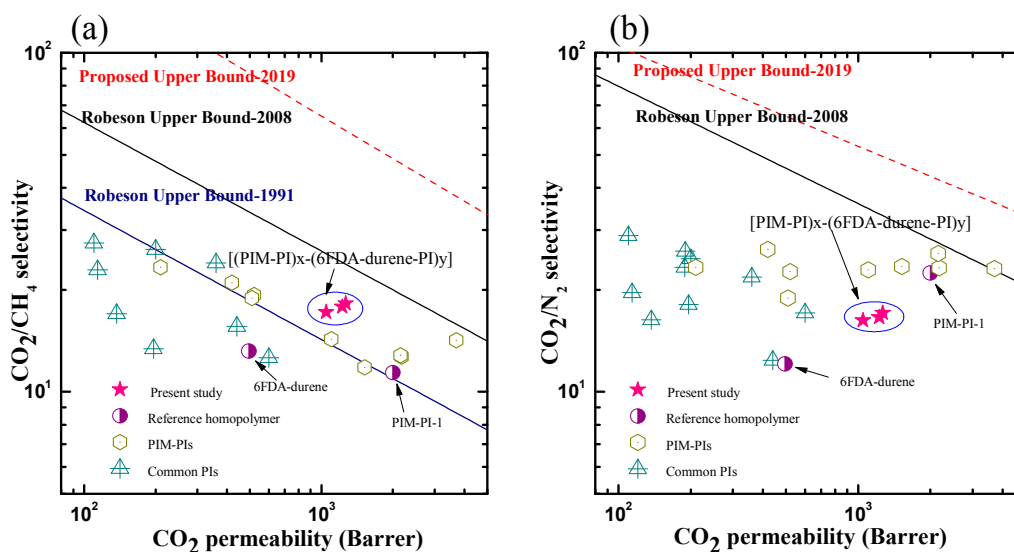 (a)
10²
Proposed Upper Bound-2019
Robeson Upper Bound-2008
Robeson Upper Bound-1991
[(PIM-PI)x-(6FDA-durene-PI)y]
CO₂/CH₄ selectivity
10¹
6FDA-durene
PIM-PI-1
Present study
Reference homopolymer
PIM-PIs
Common PIs
10²
10³
CO₂ permeability (Barrer)
(b)
10²
Proposed Upper Bound-2019
Robeson Upper Bound-2008
[PIM-PI)x-(6FDA-durene-PI)y]
CO₂/N₂ selectivity
10¹
PIM-PI-1
6FDA-durene
Present study
Reference homopolymer
PIM-PIs
Common PIs
10²
10³
CO₂ permeability (Barrer)